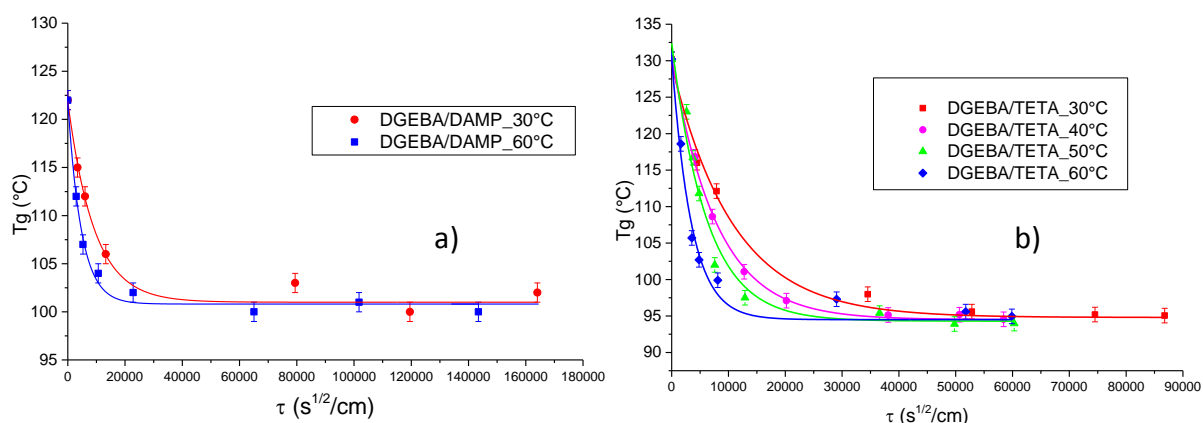 130
125
120
115
110
105
100
95
Tg (°C)
0 20000 40000 60000 80000 100000 120000 140000 160000 180000
τ (s^{1/2}/cm)
DGEBA/DAMP_30°C
DGEBA/DAMP_60°C
a)
135
130
125
120
115
110
105
100
95
90
Tg (°C)
0 10000 20000 30000 40000 50000 60000 70000 80000 90000
τ (s^{1/2}/cm)
DGEBA/TETA_30°C
DGEBA/TETA_40°C
DGEBA/TETA_50°C
DGEBA/TETA_60°C
b)